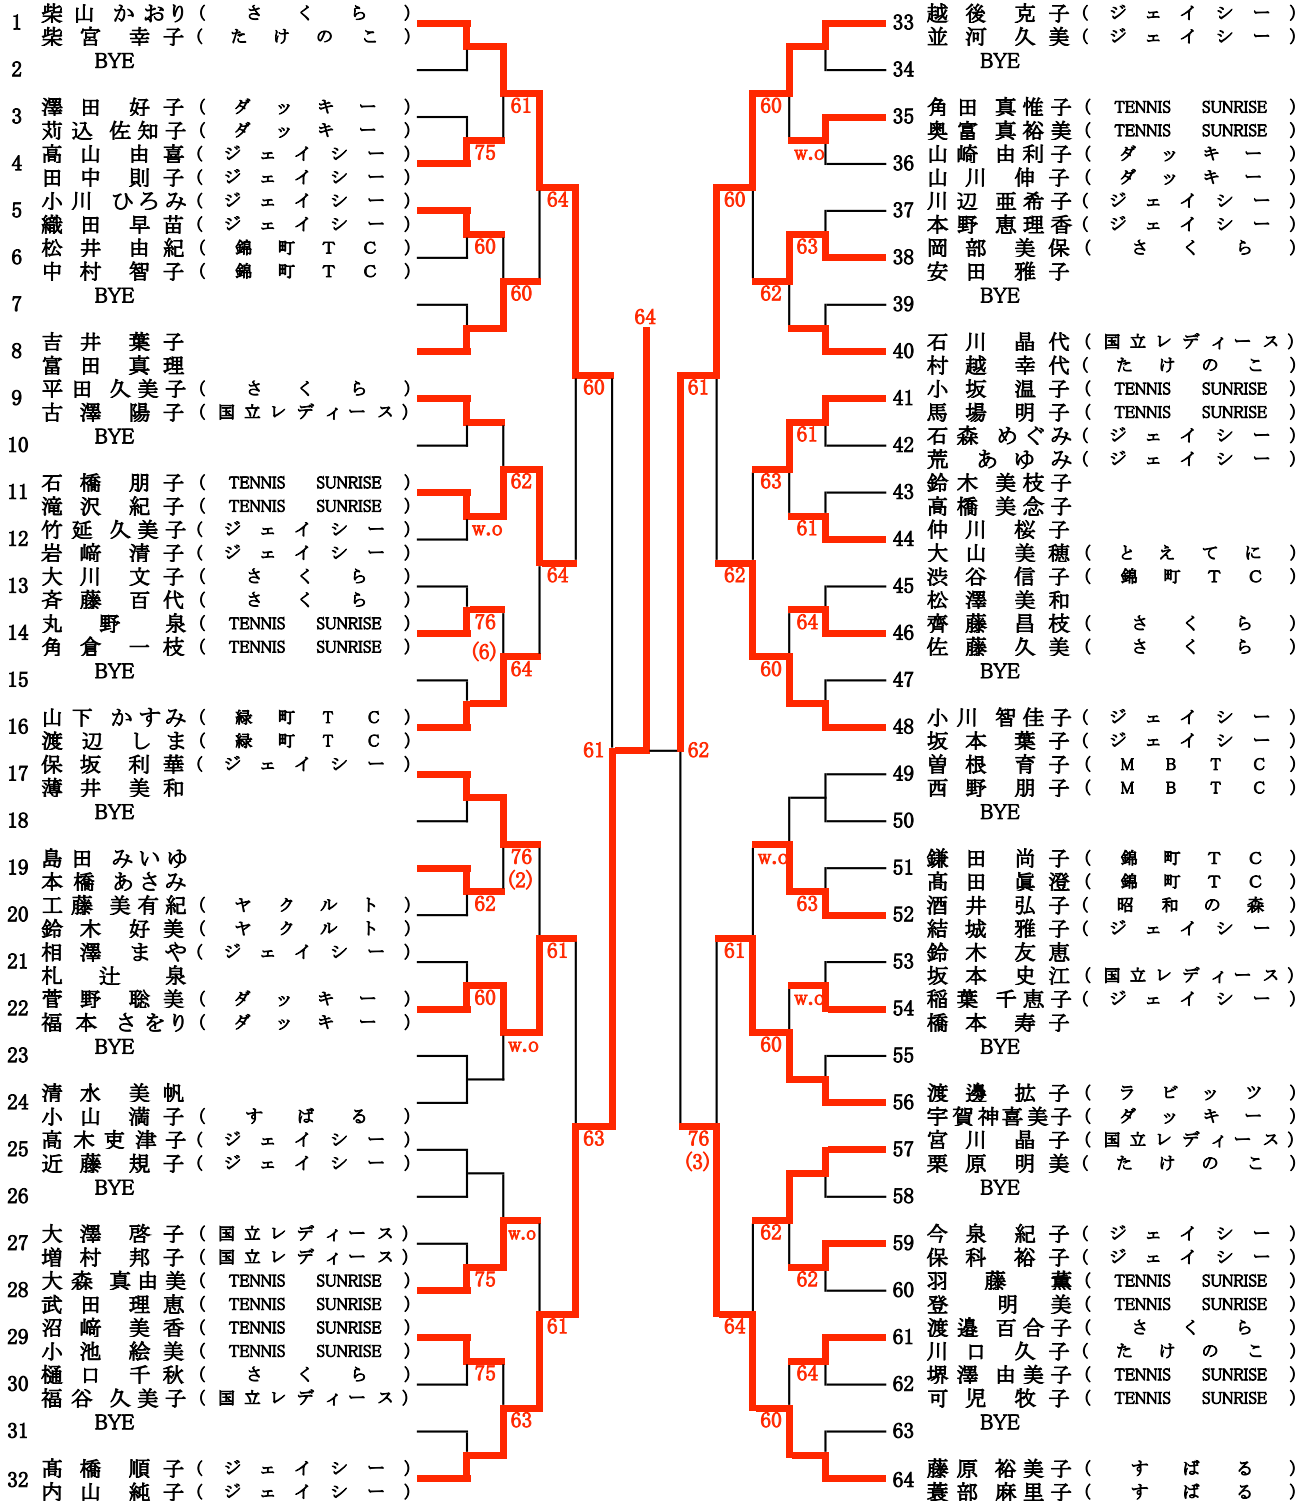 1 柴山 かおり ( さくら )
柴宮 幸子 ( たけのこ )
2 BYE
3 澤田 好子 ( ダッキー )
苅込 佐知子 ( ダッキー )
4 高山 由喜 ( ジェイシー )
田中 則子 ( ジェイシー )
5 小川 ひろみ ( ジェイシー )
織田 早苗 ( ジェイシー )
6 松井 由紀 ( 錦町TC )
中村 智子 ( 錦町TC )
7 BYE
8 吉井 葉子
富田 真理
9 平田 久美子 ( さくら )
古澤 陽子 ( 国立レディース )
10 BYE
11 石橋 朋子 ( TENNIS SUNRISE )
滝沢 紀子 ( TENNIS SUNRISE )
12 竹延 久美子 ( ジェイシー )
岩﨑 清子 ( ジェイシー )
13 大川 文子 ( さくら )
斉藤 百代 ( さくら )
14 丸野 泉 ( TENNIS SUNRISE )
角倉 一枝 ( TENNIS SUNRISE )
15 BYE
16 山下 かすみ ( 緑町TC )
渡辺 しま ( 緑町TC )
17 保坂 利華 ( ジェイシー )
薄井 美和
18 BYE
19 島田 みいゆ
本橋 あさみ
20 工藤 美有紀 ( ヤクルト )
鈴木 好美 ( ヤクルト )
21 相澤 まや ( ジェイシー )
札辻 泉
22 菅野 聡美 ( ダッキー )
福本 さをり ( ダッキー )
23 BYE
24 清水 美帆
小山 満子 ( すばる )
25 高木 吏津子 ( ジェイシー )
近藤 規子 ( ジェイシー )
26 BYE
27 大澤 啓子 ( 国立レディース )
増村 邦子 ( 国立レディース )
28 大森 真由美 ( TENNIS SUNRISE )
武田 理恵 ( TENNIS SUNRISE )
29 沼﨑 美香 ( TENNIS SUNRISE )
小池 絵美 ( TENNIS SUNRISE )
30 樋口 千秋 ( さくら )
福谷 久美子 ( 国立レディース )
31 BYE
32 髙橋 順子 ( ジェイシー )
内山 純子 ( ジェイシー )
75
60
w.o
76
(6)
62
60
75
75
61
60
62
64
76
(2)
w.o
w.o
63
64
64
61
61
60
63
61
64
62
61
76
(3)
60
62
61
64
60
62
63
60
w.o
60
62
60
w.o
63
61
61
64
63
w.o
62
64
33 越後 克子 ( ジェイシー )
並河 久美 ( ジェイシー )
34 BYE
35 角田 真惟子 ( TENNIS SUNRISE )
奥富 真裕美 ( TENNIS SUNRISE )
36 山崎 由利子 ( ダッキー )
山川 伸子 ( ダッキー )
37 川辺 亜希子 ( ジェイシー )
本野 恵理香 ( ジェイシー )
38 岡部 美保 ( さくら )
安田 雅子
39 BYE
40 石川 晶代 ( 国立レディース )
村越 幸代 ( たけのこ )
41 小坂 温子 ( TENNIS SUNRISE )
馬場 明子 ( TENNIS SUNRISE )
42 石森 めぐみ ( ジェイシー )
荒 あゆみ ( ジェイシー )
43 鈴木 美枝子
高橋 美念子
44 仲川 桜子
大山 美穂 ( とえてに )
45 渋谷 信子 ( 錦町TC )
松澤 美和
46 齊藤 昌枝 ( さくら )
佐藤 久美 ( さくら )
47 BYE
48 小川 智佳子 ( ジェイシー )
坂本 葉子 ( ジェイシー )
49 曽根 育子 ( MBTC )
西野 朋子 ( MBTC )
50 BYE
51 鎌田 尚子 ( 錦町TC )
髙田 眞澄 ( 錦町TC )
52 酒井 弘子 ( 昭和の森 )
結城 雅子 ( ジェイシー )
53 鈴木 友恵
坂本 史江 ( 国立レディース )
54 稲葉 千恵子 ( ジェイシー )
橋本 寿子
55 BYE
56 渡邊 拡子 ( ラビッツ )
宇賀神 喜美子 ( ダッキー )
57 宮川 晶子 ( 国立レディース )
栗原 明美 ( たけのこ )
58 BYE
59 今泉 紀子 ( ジェイシー )
保科 裕子 ( ジェイシー )
60 羽藤 薫 ( TENNIS SUNRISE )
登 明美 ( TENNIS SUNRISE )
61 渡邉 百合子 ( さくら )
川口 久子 ( たけのこ )
62 堺澤 由美子 ( TENNIS SUNRISE )
可児 牧子 ( TENNIS SUNRISE )
63 BYE
64 藤原 裕美子 ( すばる )
蓑部 麻里子 ( すばる )